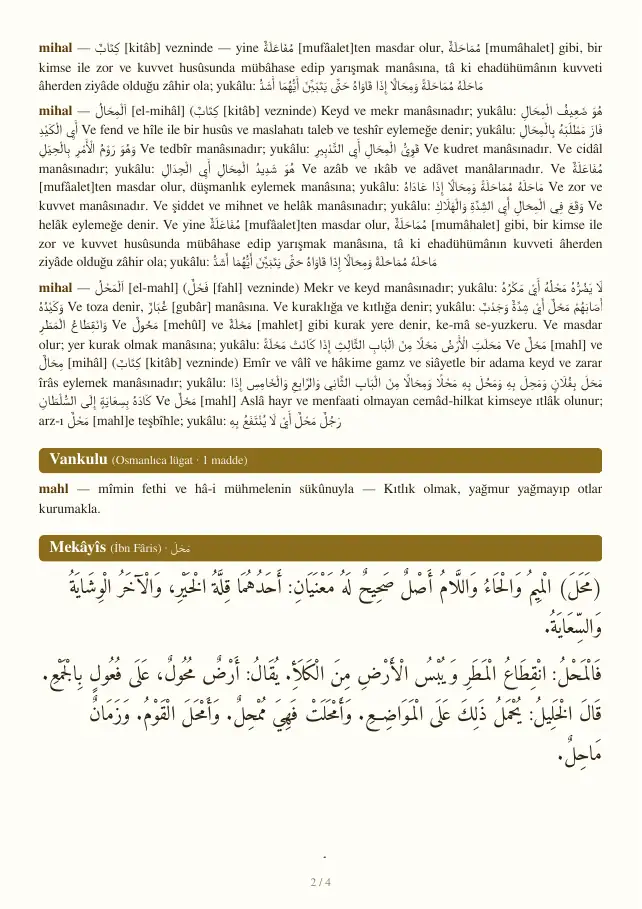 mihal — كِتَابٌ [kitâb] vezninde — yine مُفَاعَلَةٌ [mufâalet]ten masdar olur, مُمَاحَلَةٌ [mumâhalet] gibi, bir
kimse ile zor ve kuvvet husûsunda mübâhase edip yarışmak manâsına, tâ ki ehadühümânın kuvveti
âherden ziyâde olduğu zâhir ola; yukâlu: مَاحَلَهُ مُمَاحَلَةً وَمِحَالًا إِذَا قَاوَاهُ حَتَّى يَتَبَيَّنَ أَيُّهُمَا أَشَدُّ
mihal — اَلْمِحَالُ [el-mihâl] (كِتَابٌ [kitâb] vezninde) Keyd ve mekr manâsınadır; yukâlu: هُوَ ضَعِيفُ الْمِحَالِ
أَيِ الْكَيْدِ Ve fend ve hîle ile bir husûs ve maslahatı taleb ve teshîr eylemeğe denir; yukâlu: فَازَ مَطْلَبَهُ بِالْمِحَالِ
وَهُوَ رَوْمُ الْأَمْرِ بِالْحِيَلِ Ve tedbîr manâsınadır; yukâlu: قَوِيُّ الْمِحَالِ أَيِ التَّدْبِيرِ Ve kudret manâsınadır. Ve cidâl
manâsınadır; yukâlu: هُوَ شَدِيدُ الْمِحَالِ أَيِ الْجِدَالِ Ve azâb ve ıkâb ve adâvet manâlarınadır. Ve مُفَاعَلَةٌ
[mufâalet]ten masdar olur, düşmanlık eylemek manâsına; yukâlu: مَاحَلَهُ مُمَاحَلَةً وَمِحَالًا إِذَا عَادَاهُ Ve zor ve
kuvvet manâsınadır. Ve şiddet ve mihnet ve helâk manâsınadır; yukâlu: وَقَعَ فِي الْمِحَالِ أَيِ الشِّدَّةِ وَالْهَلَاكِ Ve
helâk eylemeğe denir. Ve yine مُفَاعَلَةٌ [mufâalet]ten masdar olur, مُمَاحَلَةٌ [mumâhalet] gibi, bir kimse ile
zor ve kuvvet husûsunda mübâhase edip yarışmak manâsına, tâ ki ehadühümânın kuvveti âherden
ziyâde olduğu zâhir ola; yukâlu: مَاحَلَهُ مُمَاحَلَةً وَمِحَالًا إِذَا قَاوَاهُ حَتَّى يَتَبَيَّنَ أَيُّهُمَا أَشَدُّ
mihal — اَلْمَحْلُ [el-mahl] (فَحْلٌ [fahl] vezninde) Mekr ve keyd manâsınadır; yukâlu: لَا يَضُرُّهُ مَحْلُهُ أَيْ مَكْرُهُ
وَكَيْدُهُ Ve toza denir, غُبَارٌ [gubâr] manâsına. Ve kuraklığa ve kıtlığa denir; yukâlu: أَصَابَهُمْ مَحْلٌ أَيْ شِدَّةٌ وَجَدْبٌ
وَانْقِطَاعُ الْمَطَرِ Ve مَحُولٌ [mehûl] ve مَحْلَةٌ [mahlet] gibi kurak yere denir, ke-mâ se-yuzkeru. Ve masdar
olur; yer kurak olmak manâsına; yukâlu: مَحَلَتِ الْأَرْضُ مَحْلًا مِنَ الْبَابِ الثَّالِثِ إِذَا كَانَتْ مَحْلَةً Ve مَحْلٌ [mahl] ve
مِحَالٌ [mihâl] (كِتَابٌ [kitâb] vezninde) Emîr ve vâlî ve hâkime gamz ve siâyetle bir adama keyd ve zarar
îrâs eylemek manâsınadır; yukâlu: مَحَلَ بِفُلَانٍ وَمَحِلَ بِهِ وَمَحُلَ بِهِ مَحْلًا وَمِحَالًا مِنَ الْبَابِ الثَّانِي وَالرَّابِعِ وَالْخَامِسِ إِذَا
كَادَهُ بِسِعَايَةٍ إِلَى السُّلْطَانِ Ve مَحْلٌ [mahl] Aslâ hayr ve menfaati olmayan cemâd-hilkat kimseye ıtlâk olunur;
arz-ı مَحْلٌ [mahl]e teşbîhle; yukâlu: رَجُلٌ مَحْلٌ أَيْ لَا يُنْتَفَعُ بِهِ
Vankulu (Osmanlıca lügat · 1 madde)
mahl — mîmin fethi ve hâ-i mühmelenin sükûnuyla — Kıtlık olmak, yağmur yağmayıp otlar
kurumakla.
Mekâyîs (İbn Fâris) · مَحَلَ
(مَحَلَ) الْمِيمُ وَالْحَاءُ وَاللَّامُ أَصْلٌ صَحِيحٌ لَهُ مَعْنَيَانِ: أَحَدُهُمَا قِلَّةُ الْخَيْرِ، وَالْآخَرُ الْوِشَايَةُ
وَالسِّعَايَةُ.
فَالْمَحْلُ: انْقِطَاعُ الْمَطَرِ وَيُبْسُ الْأَرْضِ مِنَ الْكَلَأِ. يُقَالُ: أَرْضٌ مُحُولٌ، عَلَى فُعُولٍ بِالْجَمْعِ.
قَالَ الْخَلِيلُ: يُحْمَلُ ذَلِكَ عَلَى الْمَوَاضِعِ. وَأَمْحَلَتْ فَهِيَ مُمْحِلٌ. وَأَمْحَلَ الْقَوْمُ. وَزَمَانٌ
مَاحِلٌ.
2 / 4